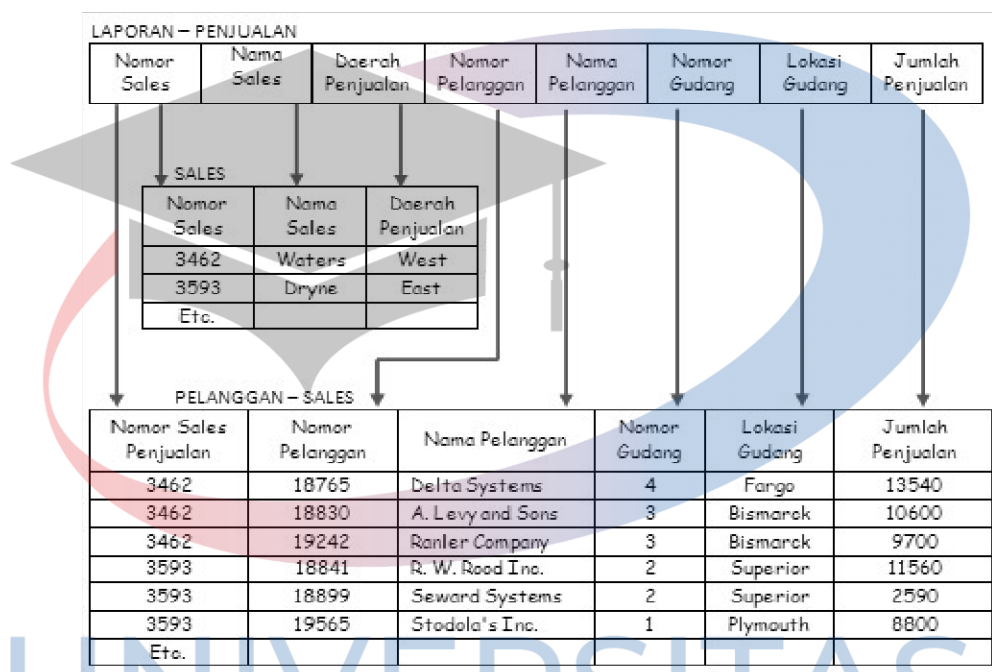 LAPORAN – PENJUALAN
Nomor Sales | Nama Sales | Daerah Penjualan | Nomor Pelanggan | Nama Pelanggan | Nomor Gudang | Lokasi Gudang | Jumlah Penjualan
SALES
Nomor Sales | Nama Sales | Daerah Penjualan
3462 | Waters | West
3593 | Dryne | East
Etc.
PELANGGAN – SALES
Nomor Sales Penjualan | Nomor Pelanggan | Nama Pelanggan | Nomor Gudang | Lokasi Gudang | Jumlah Penjualan
3462 | 18765 | Delta Systems | 4 | Fargo | 13540
3462 | 18830 | A. Levy and Sons | 3 | Bismarck | 10600
3462 | 19242 | Ranier Company | 3 | Bismarck | 9700
3593 | 18841 | R. W. Rood Inc. | 2 | Superior | 11560
3593 | 18899 | Seward Systems | 2 | Superior | 2590
3593 | 19565 | Stodola's Inc. | 1 | Plymouth | 8800
Etc.
UNIVERSITAS